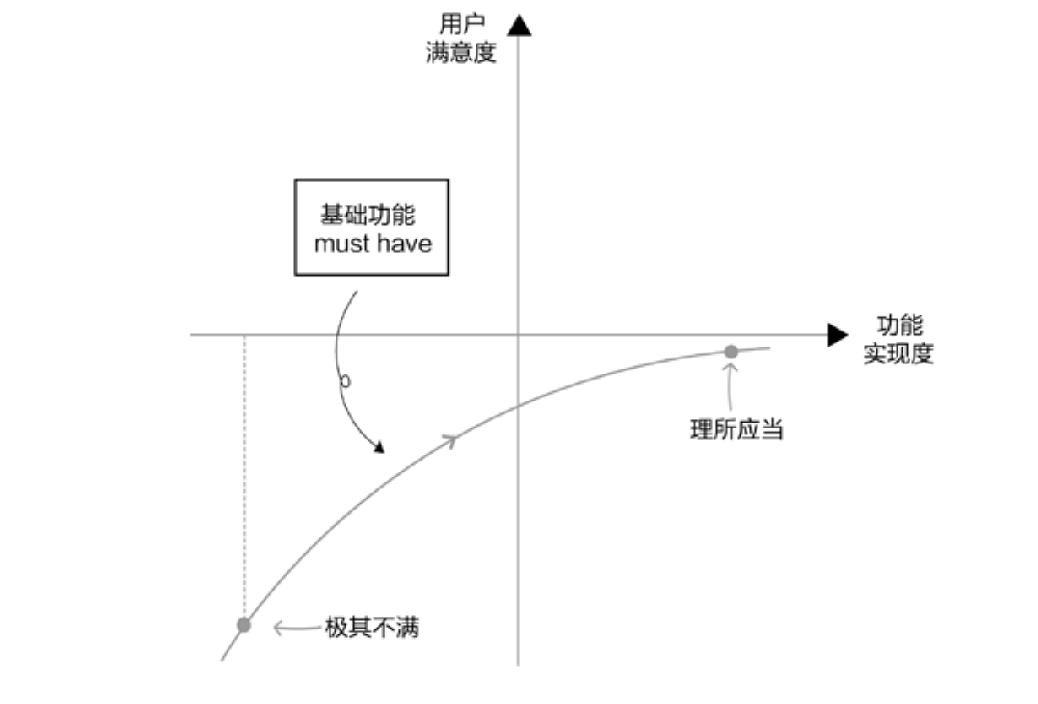 用户
满意度
基础功能
must have
功能
实现度
理所应当
极其不满